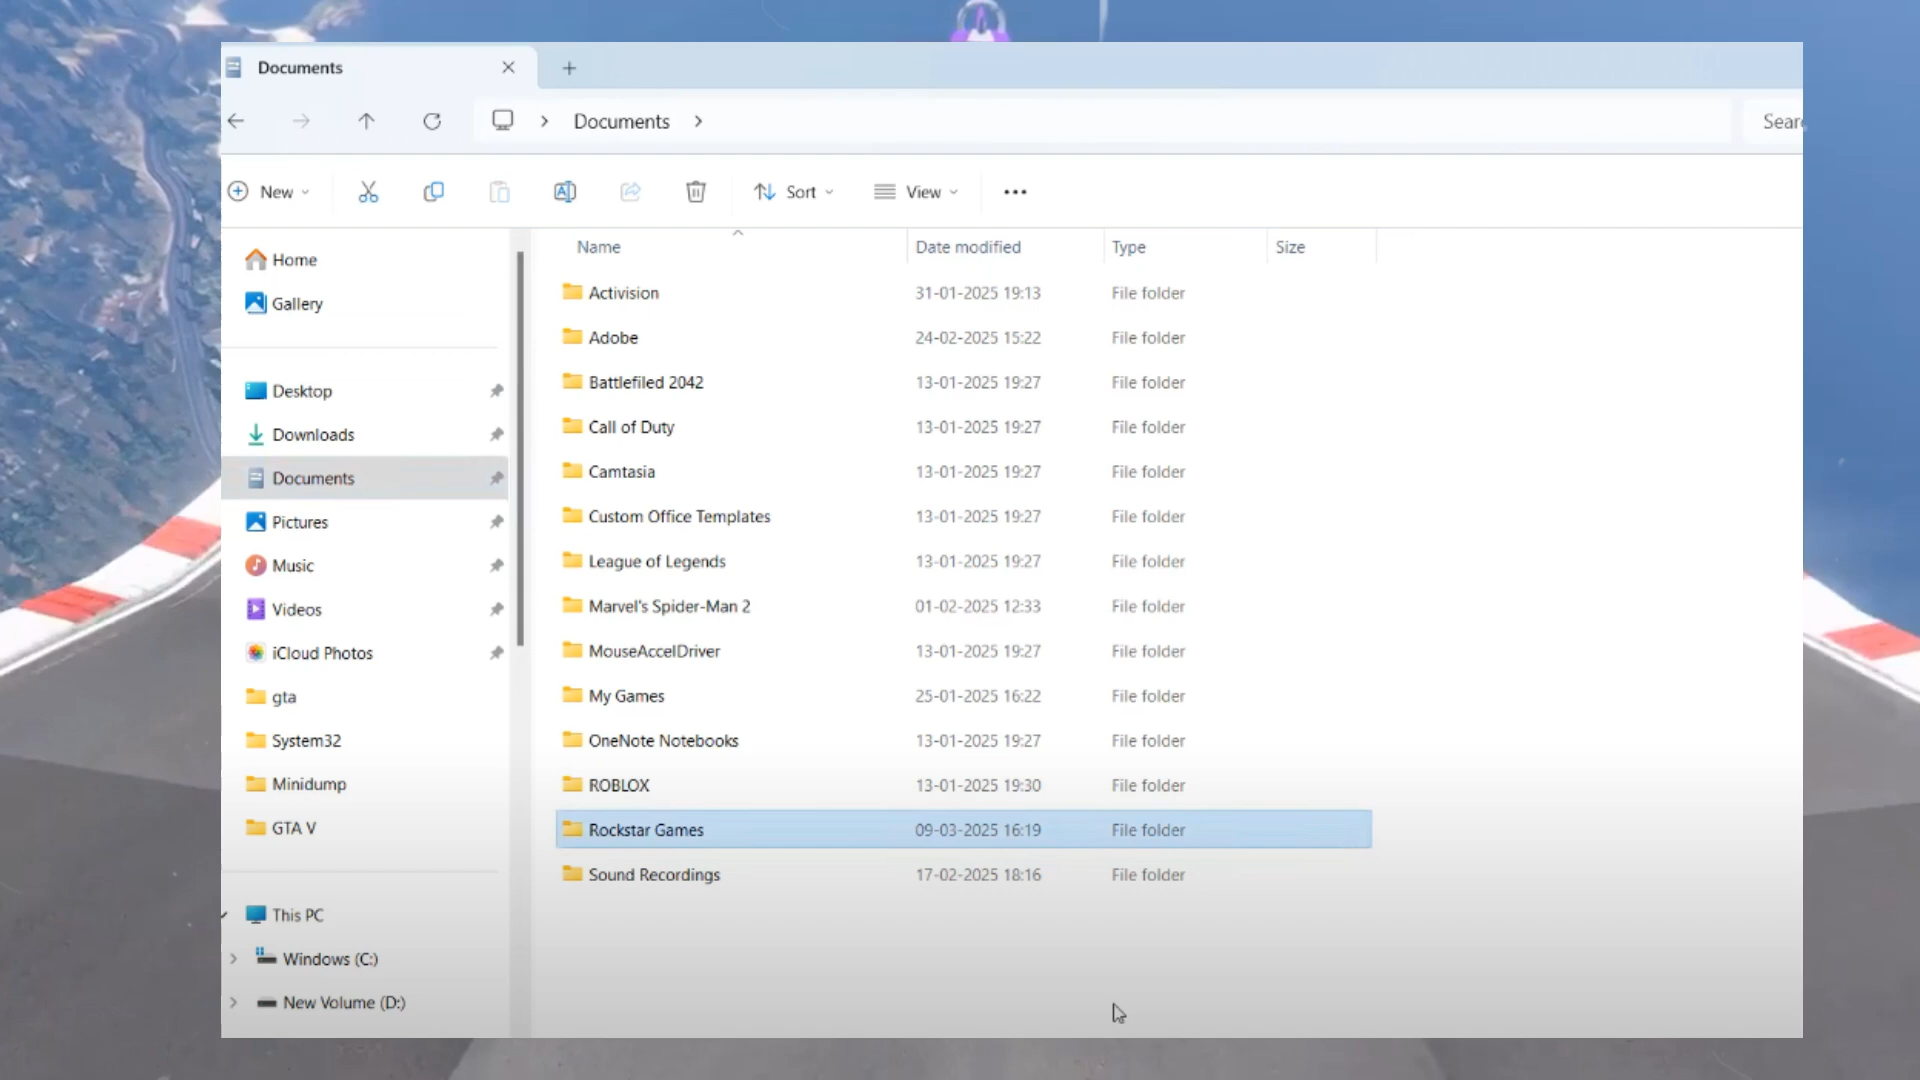 Documents
Documents
Sear
New
Sort
View
Name
Date modified
Type
Size
Home
Gallery
Desktop
Downloads
Documents
Pictures
Music
Videos
iCloud Photos
gta
System32
Minidump
GTA V
This PC
Windows (C:)
New Volume (D:)
Activision 31-01-2025 19:13 File folder
Adobe 24-02-2025 15:22 File folder
Battlefiled 2042 13-01-2025 19:27 File folder
Call of Duty 13-01-2025 19:27 File folder
Camtasia 13-01-2025 19:27 File folder
Custom Office Templates 13-01-2025 19:27 File folder
League of Legends 13-01-2025 19:27 File folder
Marvel's Spider-Man 2 01-02-2025 12:33 File folder
MouseAccelDriver 13-01-2025 19:27 File folder
My Games 25-01-2025 16:22 File folder
OneNote Notebooks 13-01-2025 19:27 File folder
ROBLOX 13-01-2025 19:30 File folder
Rockstar Games 09-03-2025 16:19 File folder
Sound Recordings 17-02-2025 18:16 File folder